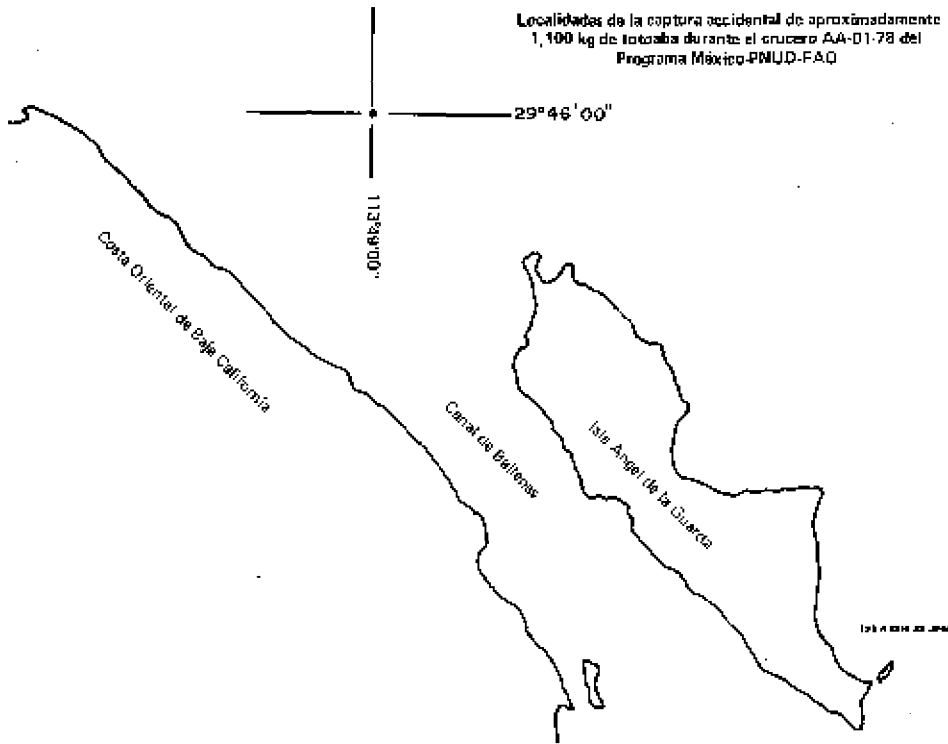 Localidades de la captura accidental de aproximadamente
1,100 kg de totoaba durante el crucero AA-01-78 del
Programa México-PNUD-FAO
29°46'00"
113°49'00"
Costa Oriental de Baja California
Canal de Ballenas
Isla Angel de la Guarda